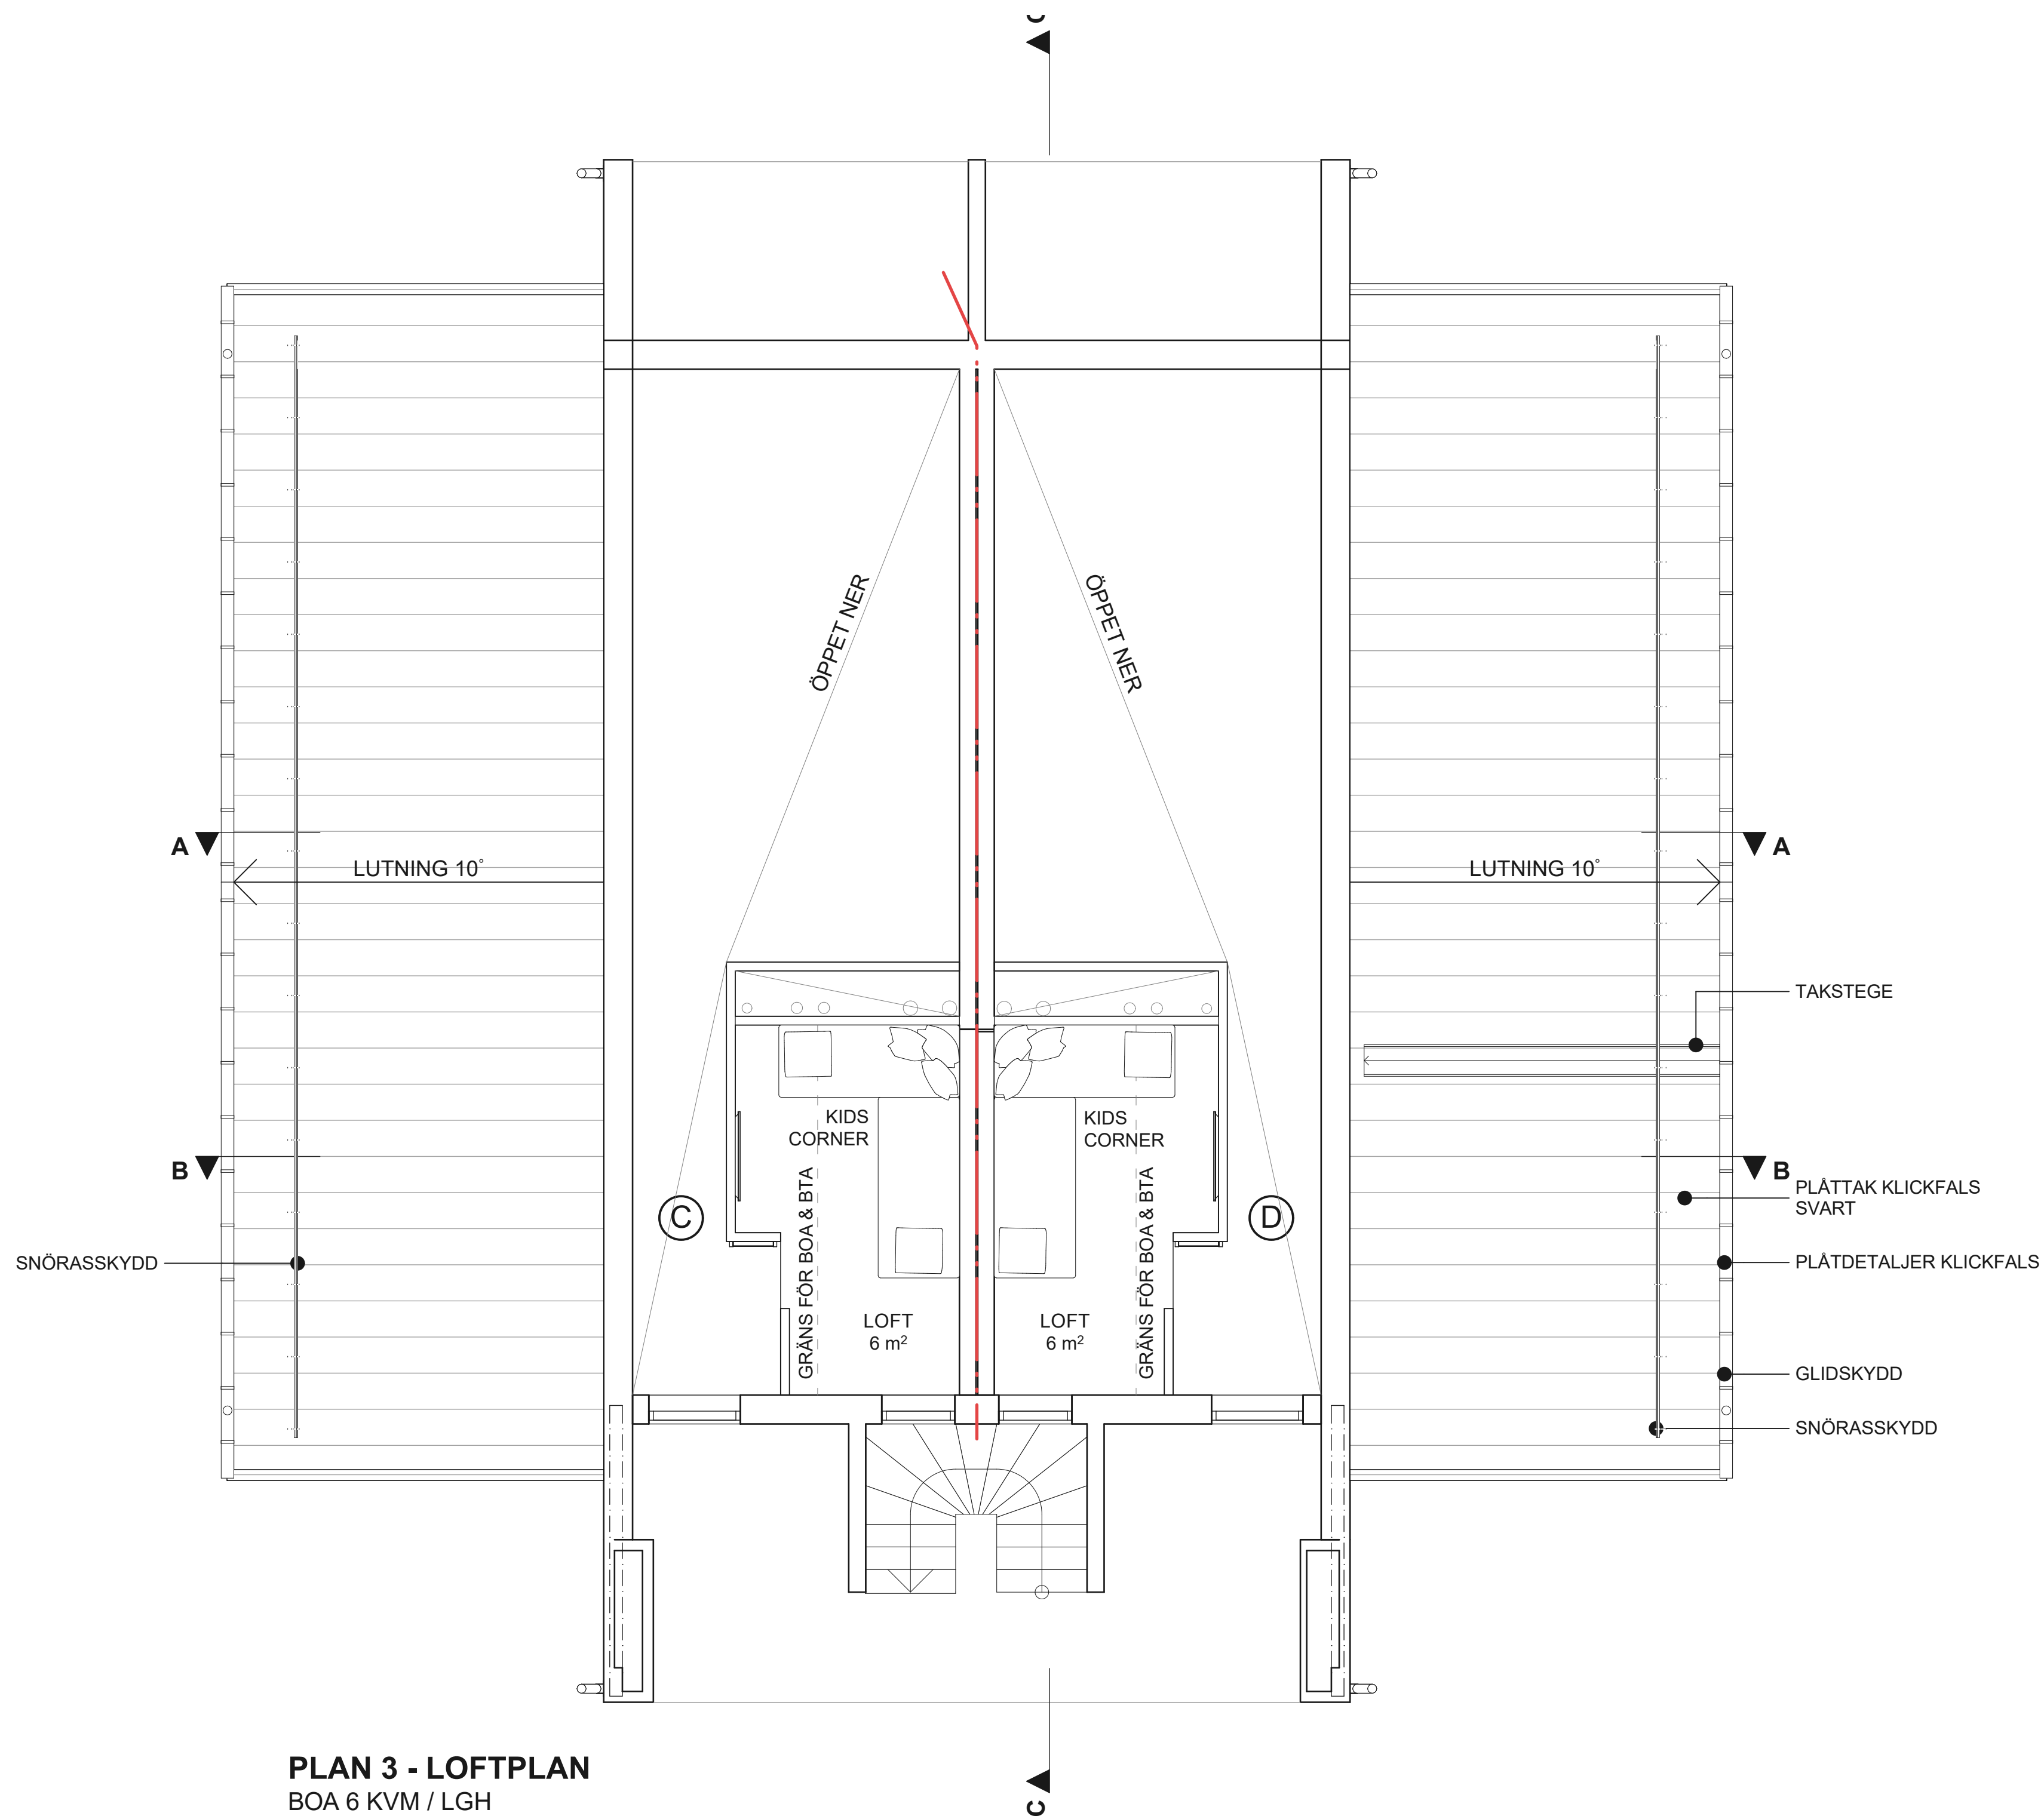 C
ÖPPET NER
ÖPPET NER
A
LUTNING 10°
LUTNING 10°
A
TAKSTEGE
KIDS
CORNER
KIDS
CORNER
B
GRÄNS FÖR BOA & BTA
GRÄNS FÖR BOA & BTA
B
PLÅTTAK KLICKFALS
SVART
C
D
SNÖRASSKYDD
PLÅTDETALJER KLICKFALS
LOFT
6 m²
LOFT
6 m²
GLIDSKYDD
SNÖRASSKYDD
PLAN 3 - LOFTPLAN
BOA 6 KVM / LGH
C